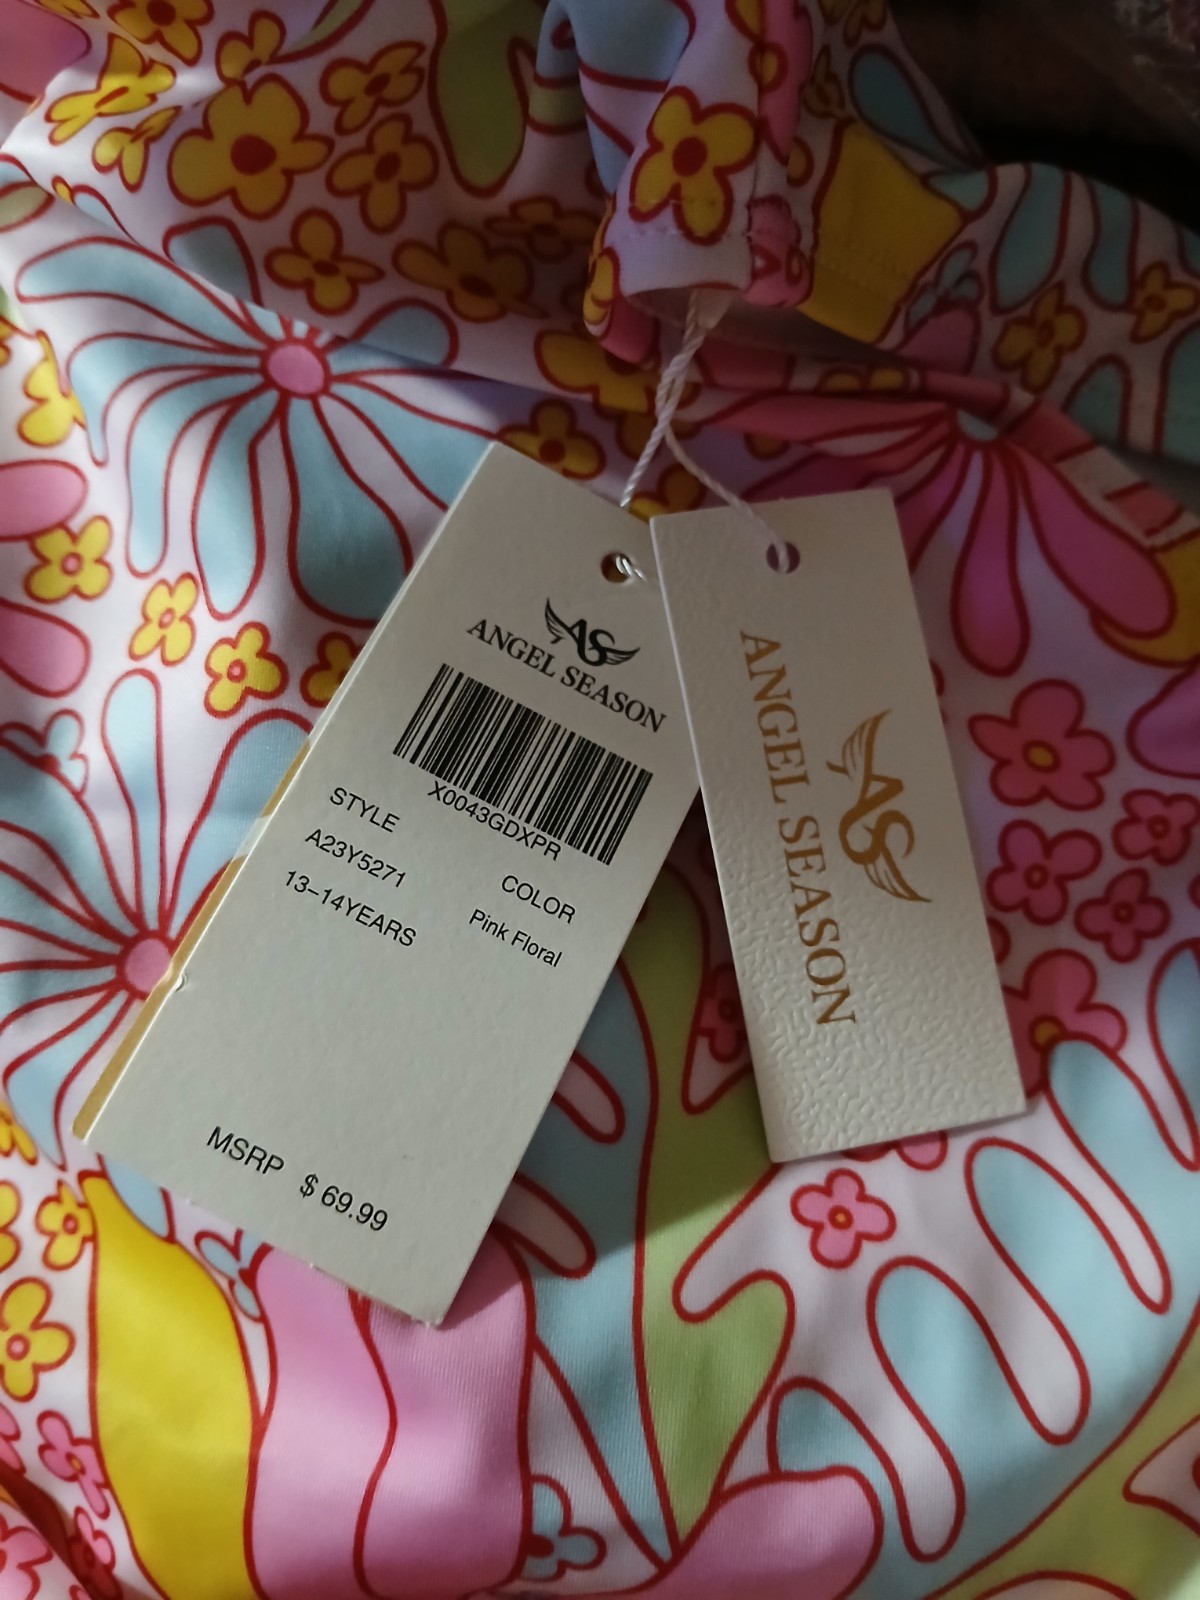 AS
ANGEL SEASON
X0043GDXPR
STYLE
COLOR
A23Y5271
Pink Floral
13-14YEARS
MSRP $ 69.99
AS
ANGEL SEASON